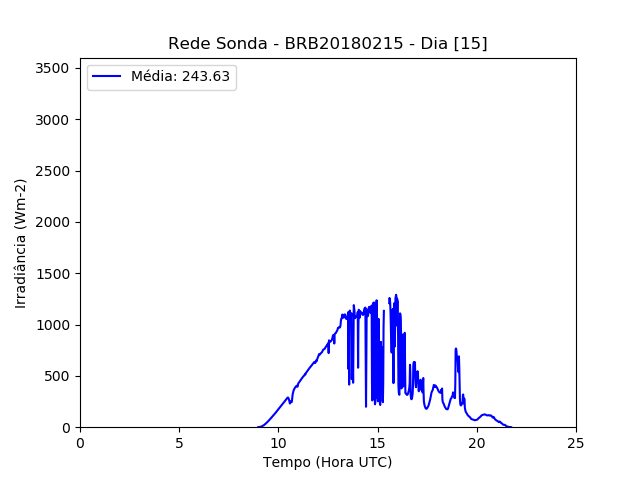 Rede Sonda - BRB20180215 - Dia [15]
Média: 243.63
Irradiância (Wm-2)
3500
3000
2500
2000
1500
1000
500
0
0 5 10 15 20 25
Tempo (Hora UTC)